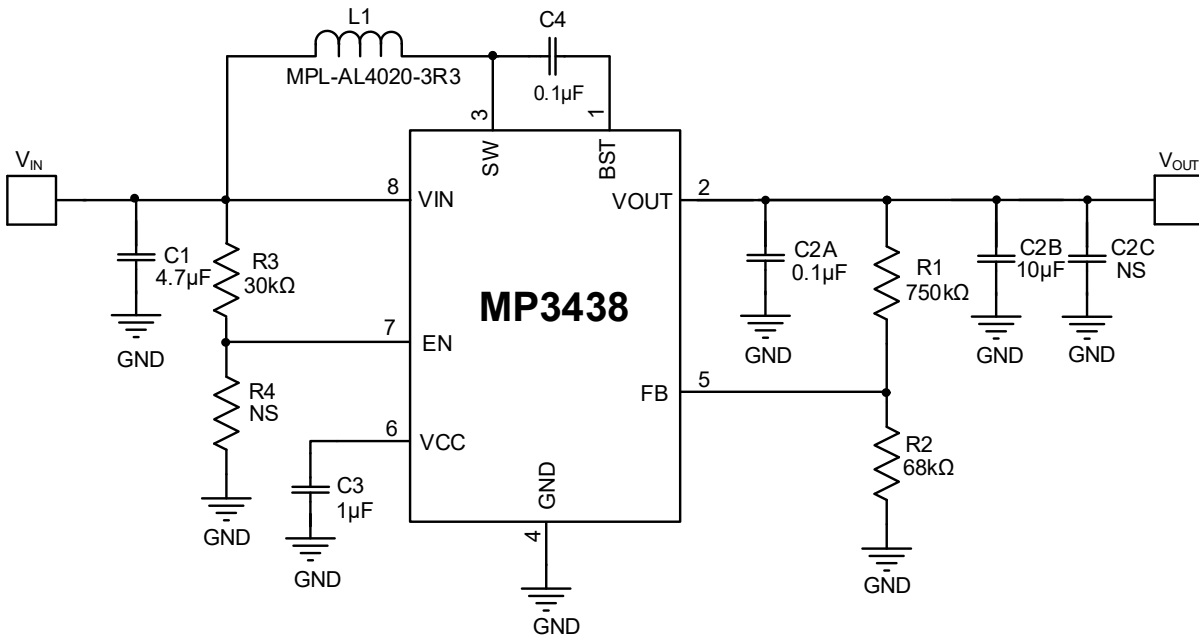 L1
MPL-AL4020-3R3
C4
0.1µF
3
1
SW
BST
VIN
8
VIN
VOUT
2
VOUT
C1
4.7µF
GND
R3
30kΩ
C2A
0.1µF
GND
R1
750kΩ
C2B
10µF
GND
C2C
NS
GND
MP3438
7
EN
R4
NS
GND
FB
5
6
VCC
C3
1µF
GND
R2
68kΩ
GND
GND
4
GND